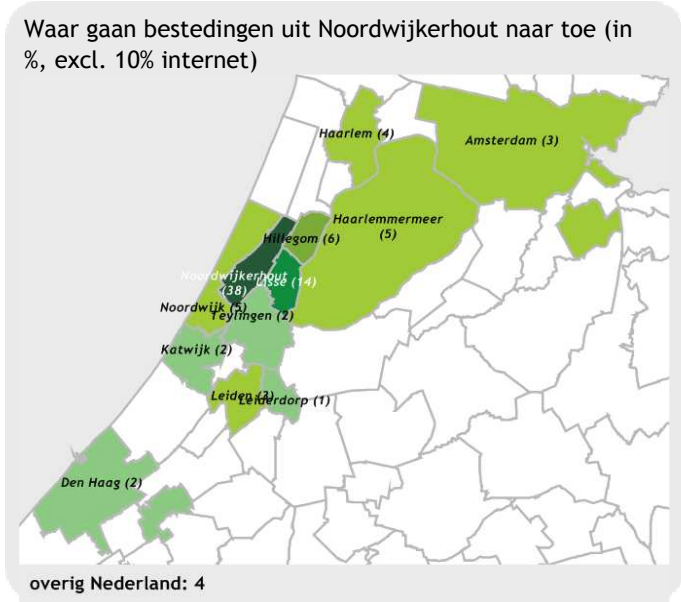 Waar gaan bestedingen uit Noordwijkerhout naar toe (in
%, excl. 10% internet)
Haarlem (4)
Amsterdam (3)
Haarlemmermeer
(5)
Hillegom (6)
Noordwijkerhout
(38)
Lisse (14)
Noordwijk (5)
Teylingen (2)
Katwijk (2)
Leiden (3)
Leiderdorp (1)
Den Haag (2)
overig Nederland: 4